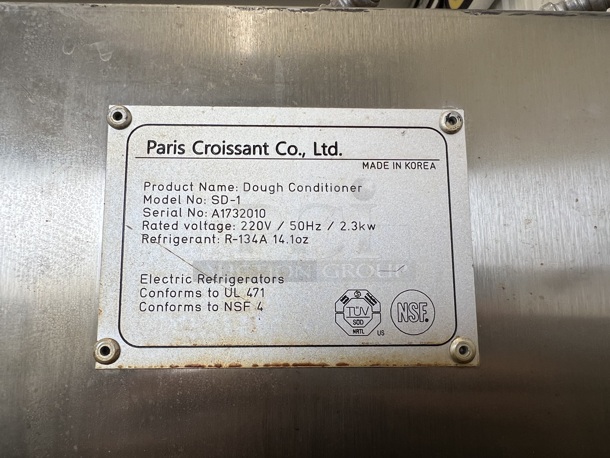 Paris Croissant Co., Ltd.
MADE IN KOREA
Product Name: Dough Conditioner
Model No: SD-1
Serial No: A1732010
Rated voltage: 220V / 50Hz / 2.3kw
Refrigerant: R-134A 14.1oz
AUCTION GROUP
Electric Refrigerators
Conforms to UL 471
Conforms to NSF 4
TÜV
SÜD
NRTL
US
NSF.